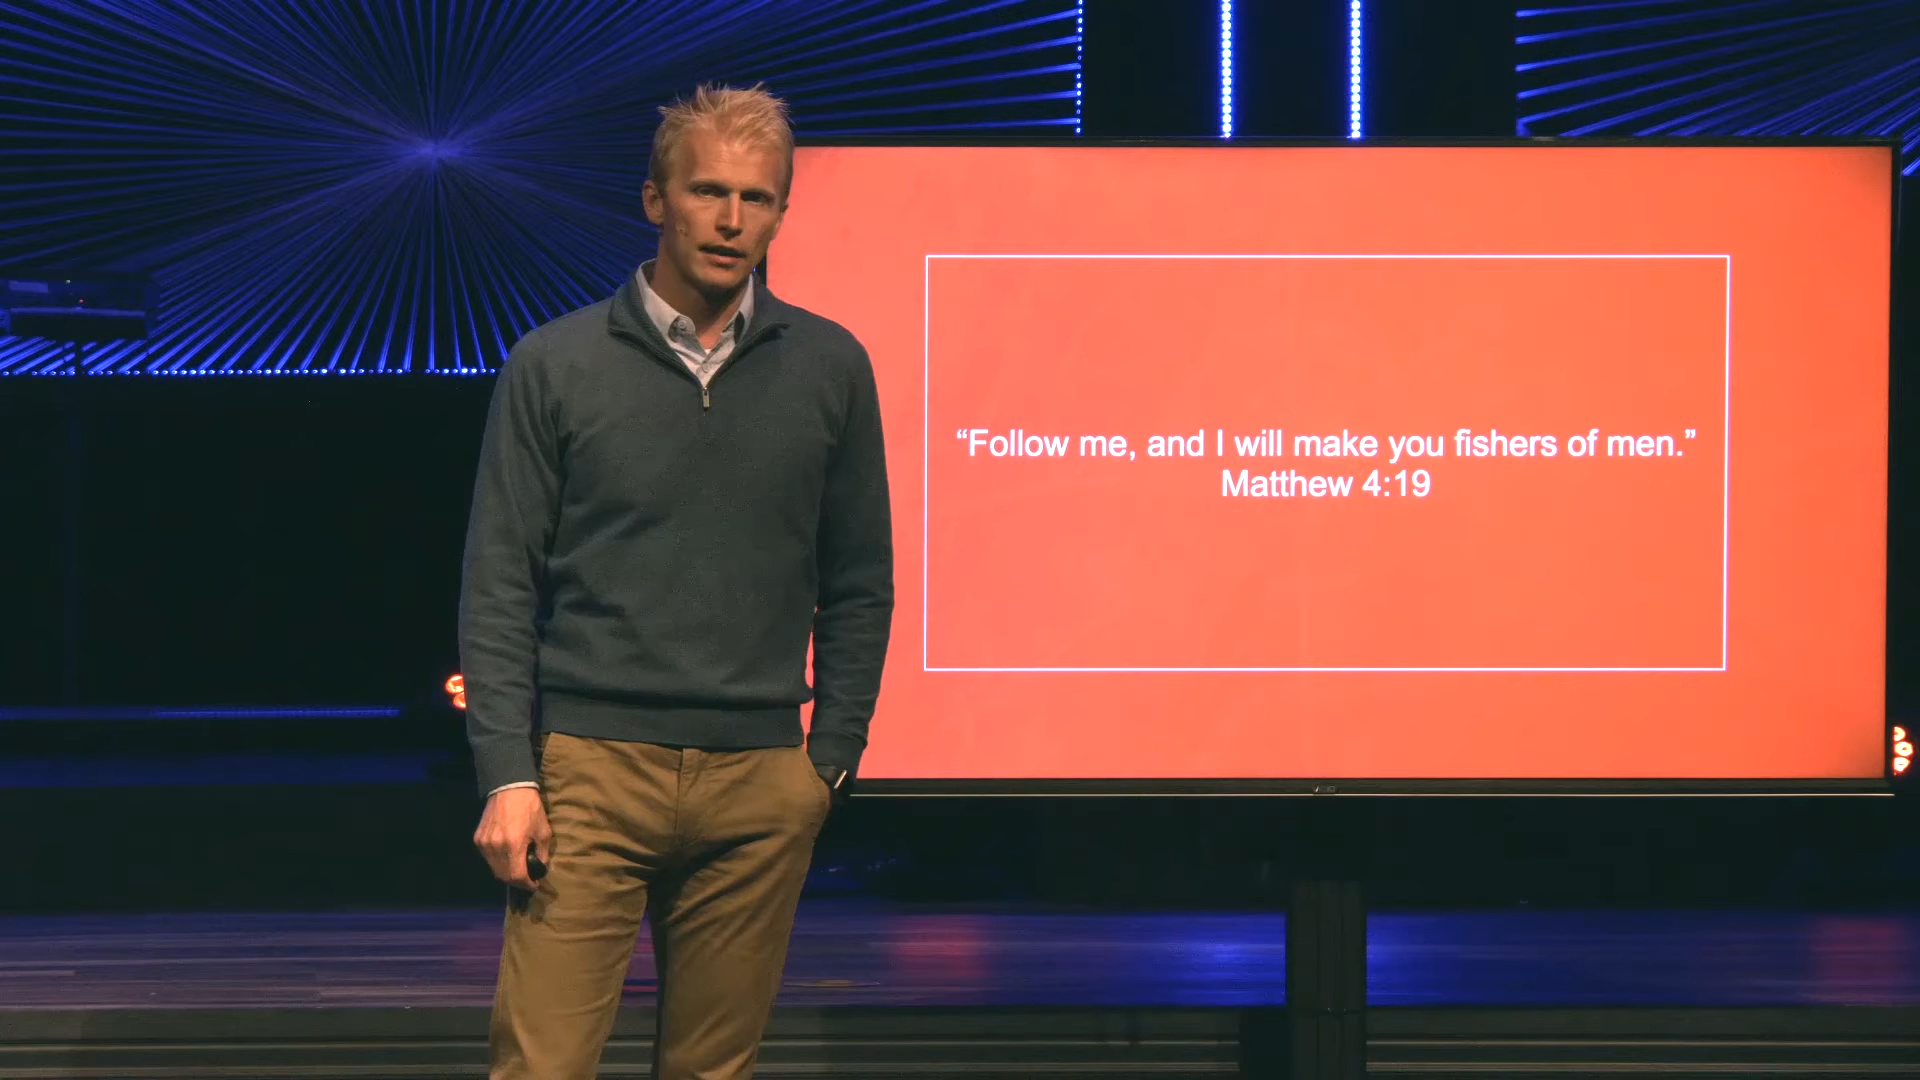 “Follow me, and I will make you fishers of men.”
Matthew 4:19